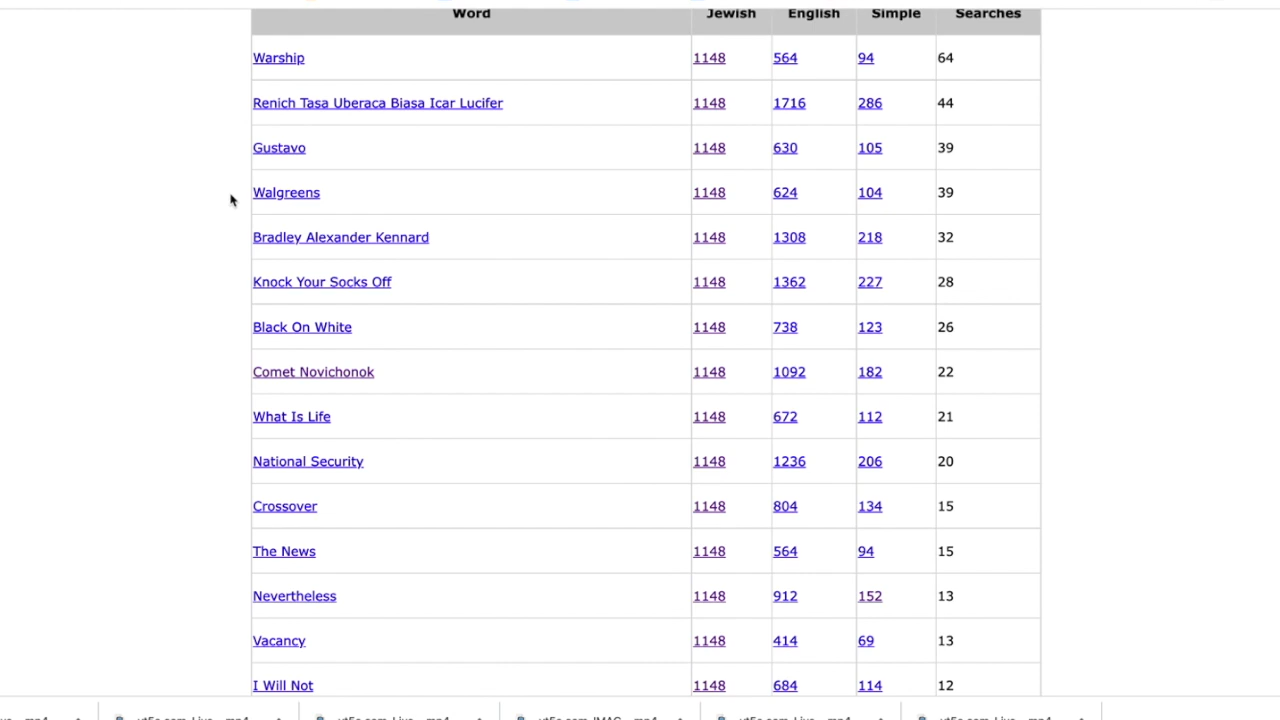 Word Jewish English Simple Searches
Warship 1148 564 94 64
Renich Tasa Uberaca Biasa Icar Lucifer 1148 1716 286 44
Gustavo 1148 630 105 39
Walgreens 1148 624 104 39
Bradley Alexander Kennard 1148 1308 218 32
Knock Your Socks Off 1148 1362 227 28
Black On White 1148 738 123 26
Comet Novichonok 1148 1092 182 22
What Is Life 1148 672 112 21
National Security 1148 1236 206 20
Crossover 1148 804 134 15
The News 1148 564 94 15
Nevertheless 1148 912 152 13
Vacancy 1148 414 69 13
I Will Not 1148 684 114 12